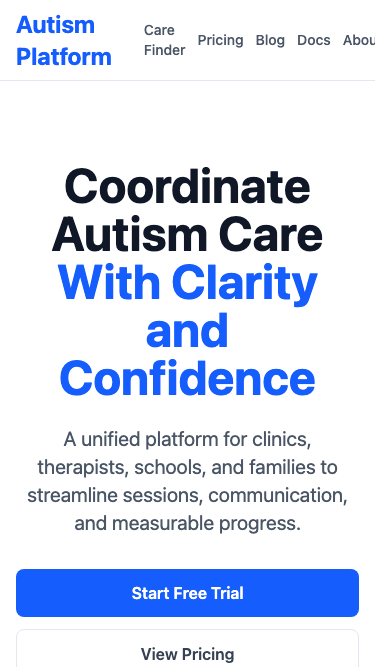 Autism
Platform
Care
Finder
Pricing
Blog
Docs
Coordinate
Autism Care
With Clarity
and
Confidence
A unified platform for clinics,
therapists, schools, and families to
streamline sessions, communication,
and measurable progress.
Start Free Trial
View Pricing